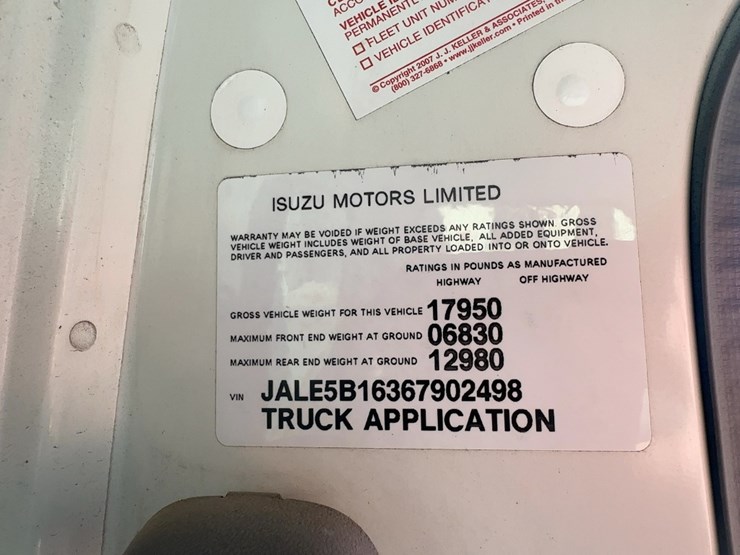 VEHICLE
PERMANENT
☐ FLEET UNIT
☐ VEHICLE
© Copyright 2007 J. J. KELLER & ASSOCIATES,
(800) 327-6868 • www.jjkeller.com • Printed in
ISUZU MOTORS LIMITED
WARRANTY MAY BE VOIDED IF WEIGHT EXCEEDS ANY RATINGS SHOWN. GROSS
VEHICLE WEIGHT INCLUDES WEIGHT OF BASE VEHICLE, ALL ADDED EQUIPMENT,
DRIVER AND PASSENGERS, AND ALL PROPERTY LOADED INTO OR ONTO VEHICLE.
RATINGS IN POUNDS AS MANUFACTURED
HIGHWAY OFF HIGHWAY
GROSS VEHICLE WEIGHT FOR THIS VEHICLE 17950
MAXIMUM FRONT END WEIGHT AT GROUND 06830
MAXIMUM REAR END WEIGHT AT GROUND 12980
VIN JALE5B16367902498
TRUCK APPLICATION